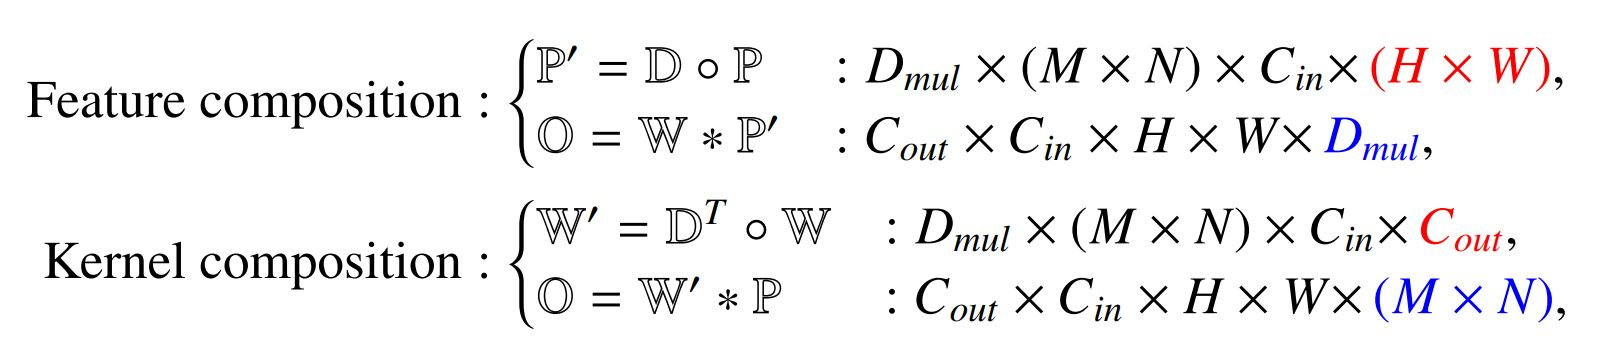 Feature composition : { ℙ′ = 𝔻 ∘ ℙ : D_mul × (M × N) × C_in × (H × W),
𝕆 = 𝕎 * ℙ′ : C_out × C_in × H × W × D_mul,
Kernel composition : { 𝕎′ = 𝔻^T ∘ 𝕎 : D_mul × (M × N) × C_in × C_out,
𝕆 = 𝕎′ * ℙ : C_out × C_in × H × W × (M × N),